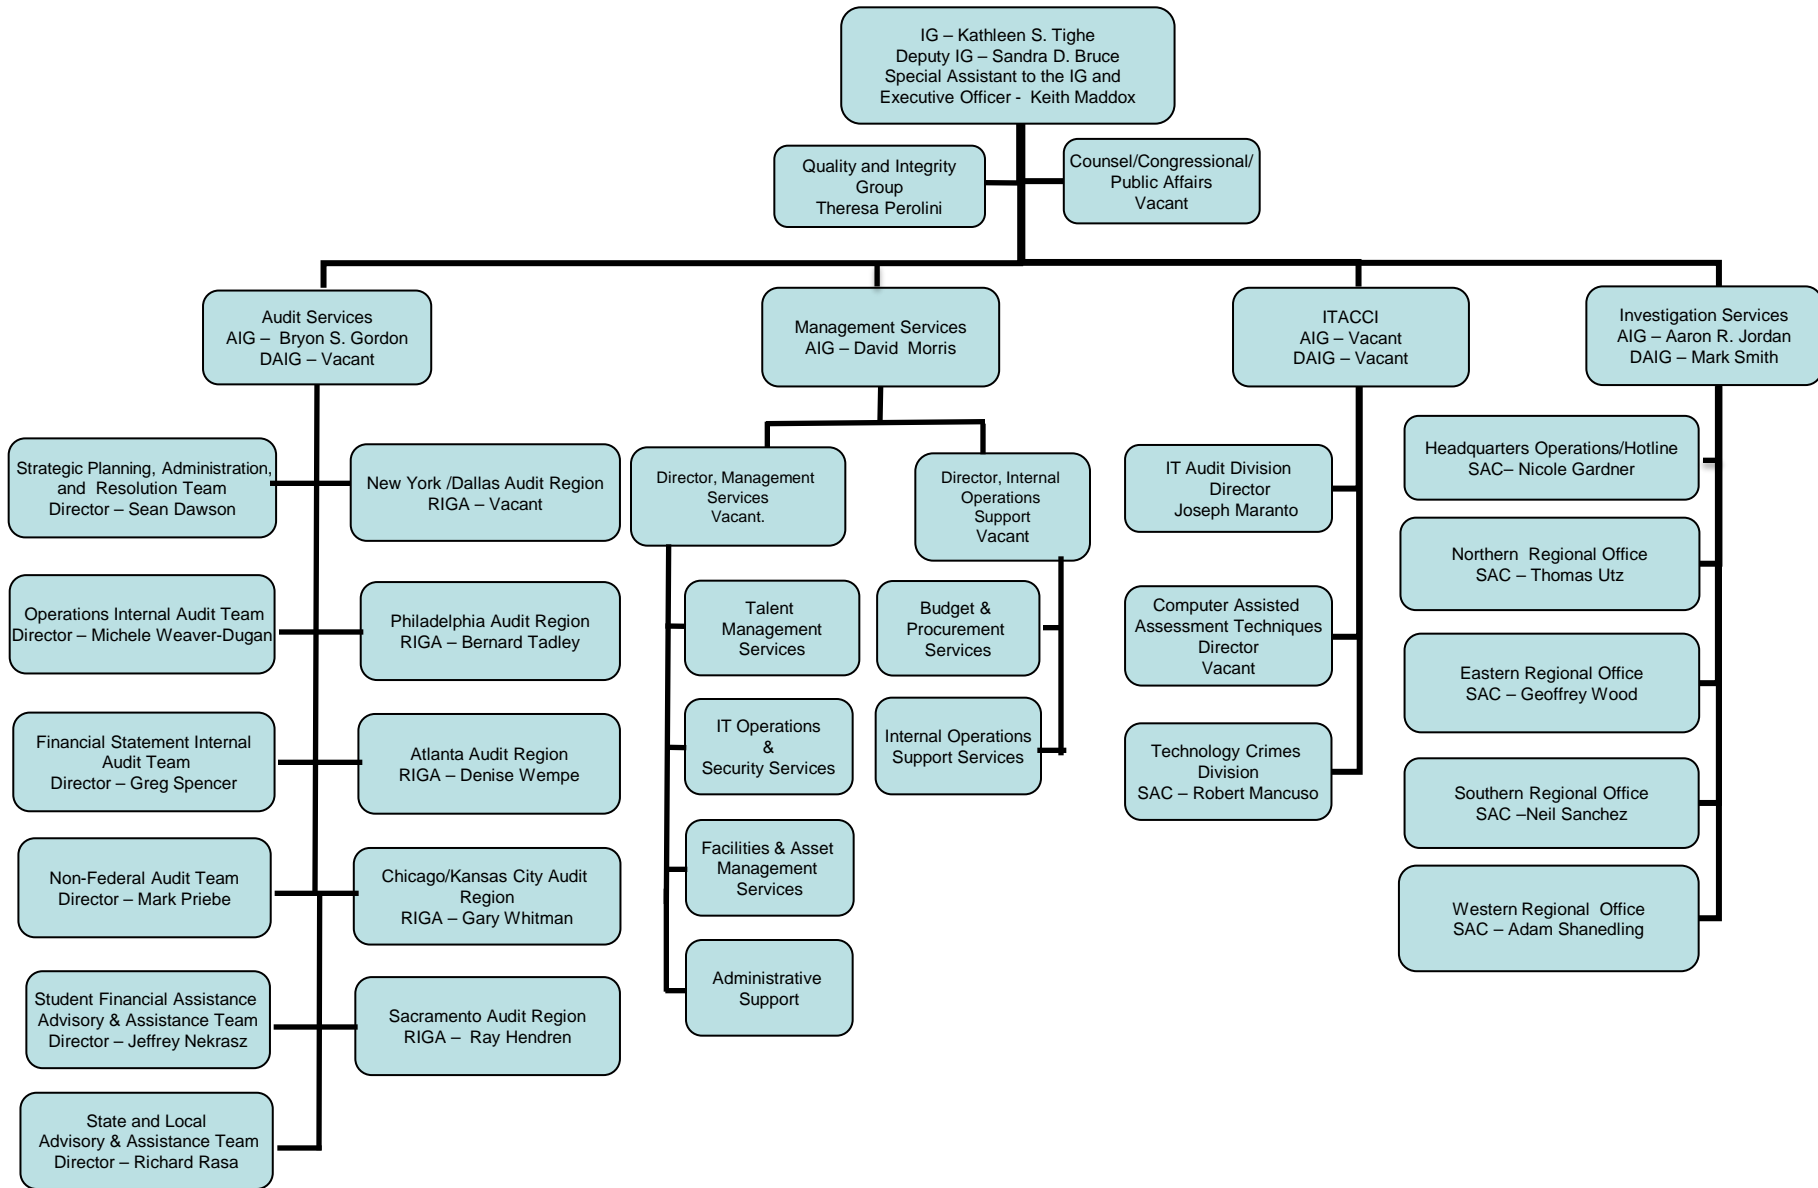 IG – Kathleen S. Tighe
Deputy IG – Sandra D. Bruce
Special Assistant to the IG and
Executive Officer - Keith Maddox
Quality and Integrity
Group
Theresa Perolini
Counsel/Congressional/
Public Affairs
Vacant
Audit Services
AIG – Bryon S. Gordon
DAIG – Vacant
Management Services
AIG – David Morris
ITACCI
AIG – Vacant
DAIG – Vacant
Investigation Services
AIG – Aaron R. Jordan
DAIG – Mark Smith
Strategic Planning, Administration,
and Resolution Team
Director – Sean Dawson
New York /Dallas Audit Region
RIGA – Vacant
Operations Internal Audit Team
Director – Michele Weaver-Dugan
Philadelphia Audit Region
RIGA – Bernard Tadley
Financial Statement Internal
Audit Team
Director – Greg Spencer
Atlanta Audit Region
RIGA – Denise Wempe
Non-Federal Audit Team
Director – Mark Priebe
Chicago/Kansas City Audit
Region
RIGA – Gary Whitman
Student Financial Assistance
Advisory & Assistance Team
Director – Jeffrey Nekrasz
Sacramento Audit Region
RIGA – Ray Hendren
State and Local
Advisory & Assistance Team
Director – Richard Rasa
Director, Management
Services
Vacant.
Director, Internal
Operations
Support
Vacant
Talent
Management
Services
IT Operations
&
Security Services
Facilities & Asset
Management
Services
Administrative
Support
Budget &
Procurement
Services
Internal Operations
Support Services
IT Audit Division
Director
Joseph Maranto
Computer Assisted
Assessment Techniques
Director
Vacant
Technology Crimes
Division
SAC – Robert Mancuso
Headquarters Operations/Hotline
SAC– Nicole Gardner
Northern Regional Office
SAC – Thomas Utz
Eastern Regional Office
SAC – Geoffrey Wood
Southern Regional Office
SAC –Neil Sanchez
Western Regional Office
SAC – Adam Shanedling